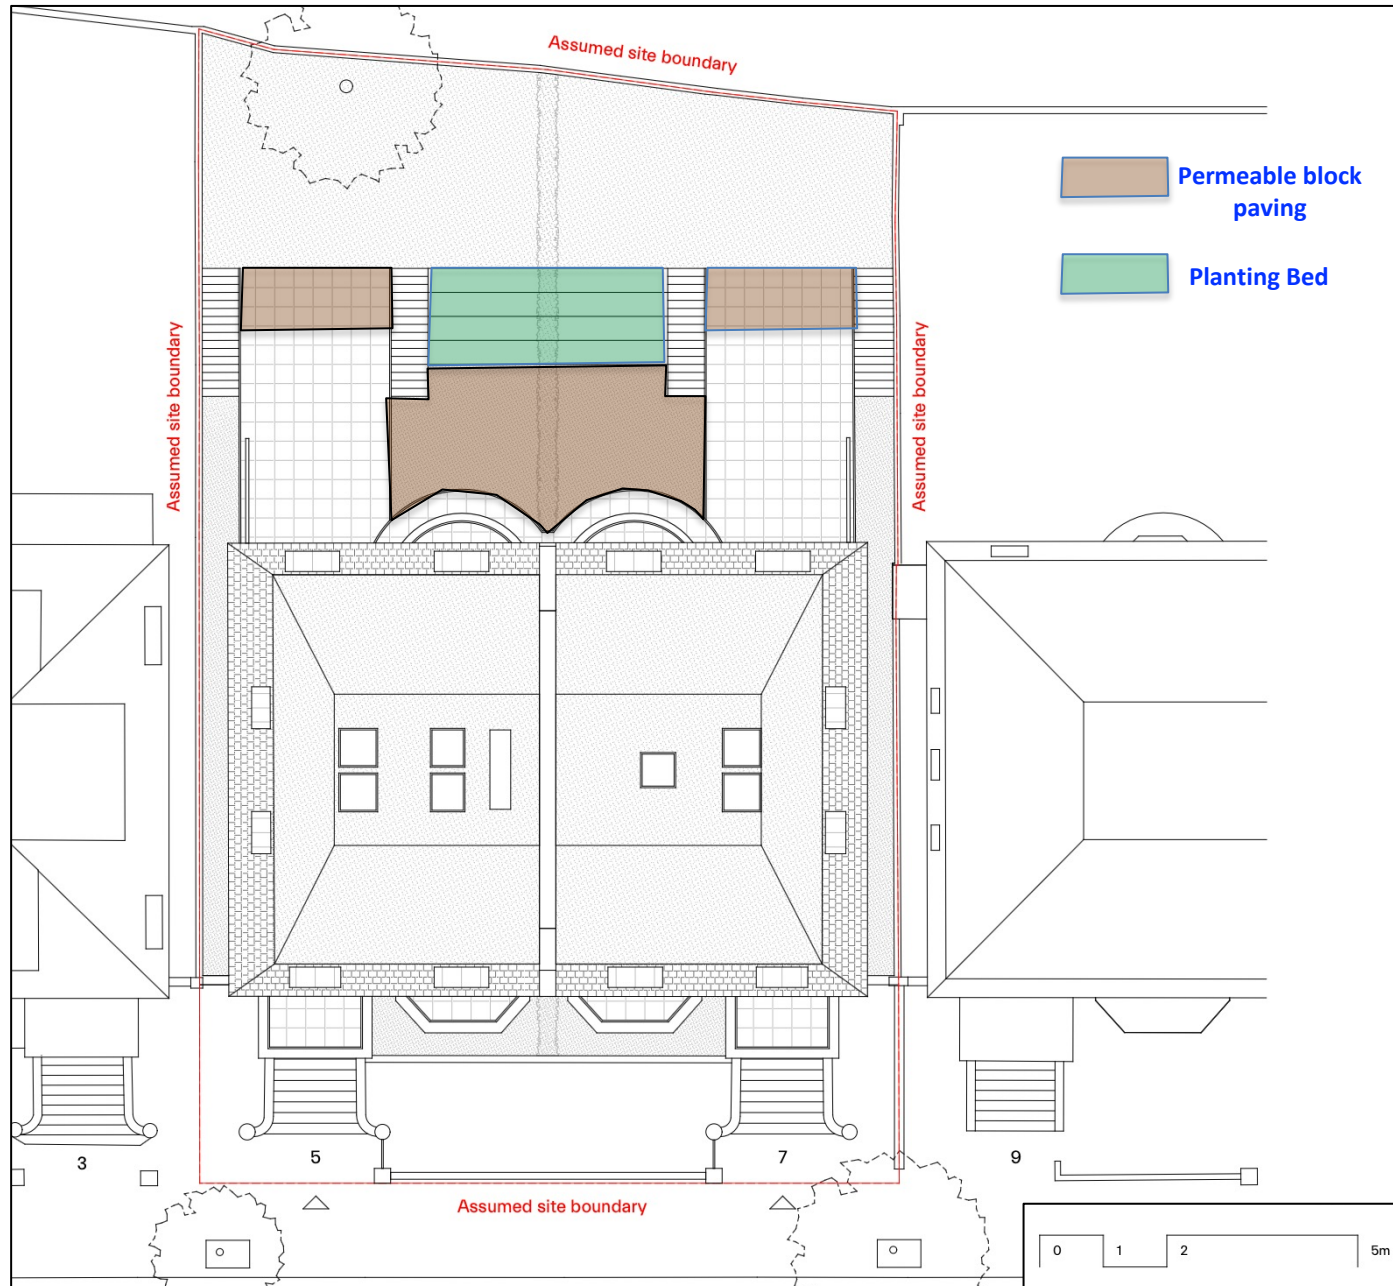 Assumed site boundary
Permeable block
paving
Planting Bed
Assumed site boundary
Assumed site boundary
3
5
7
9
Assumed site boundary
0 1 2 5m